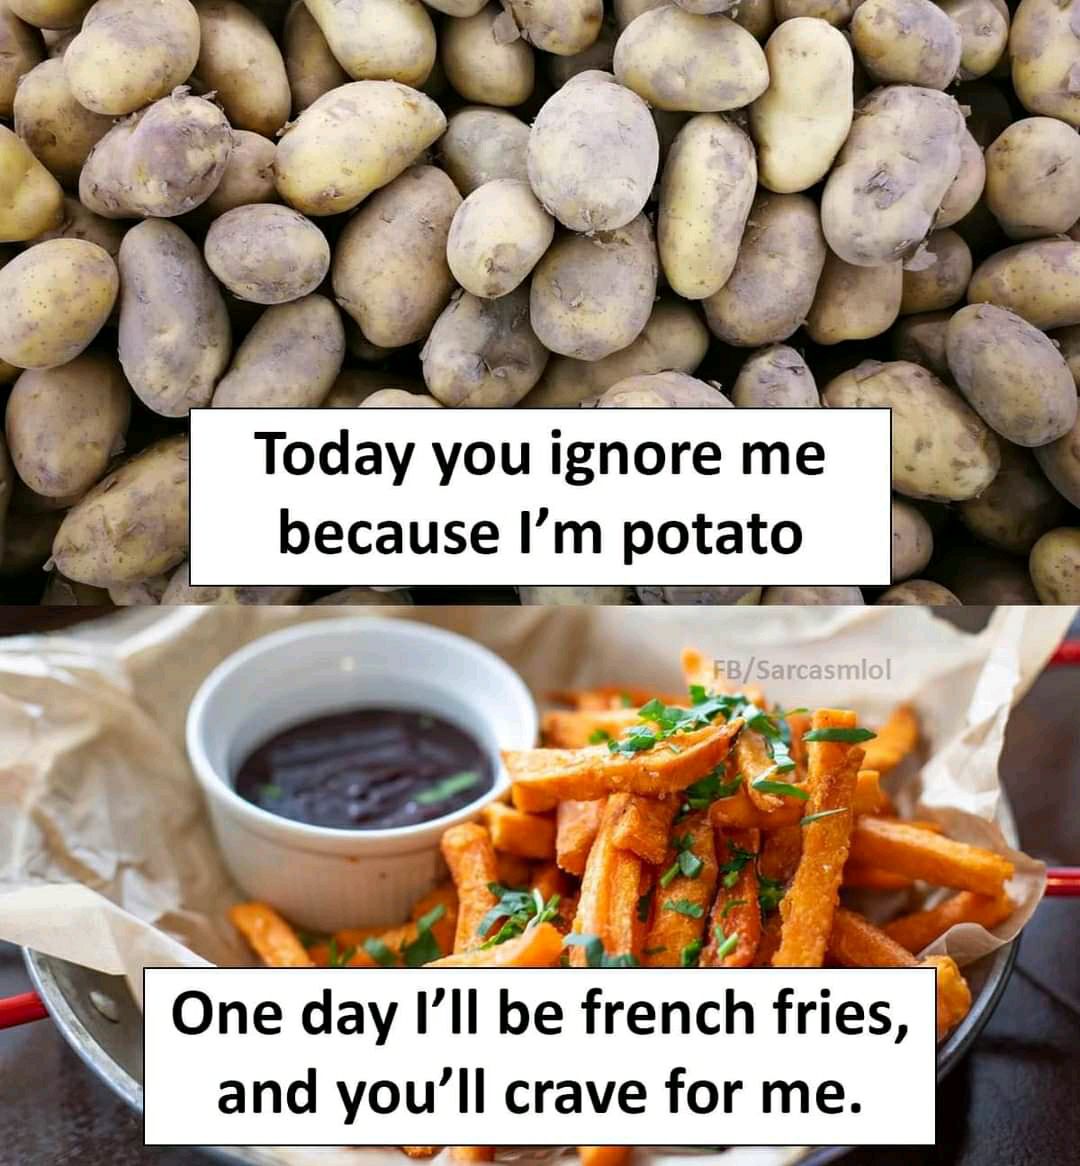 Today you ignore me
because I’m potato
FB/Sarcasmlol
One day I’ll be french fries,
and you’ll crave for me.